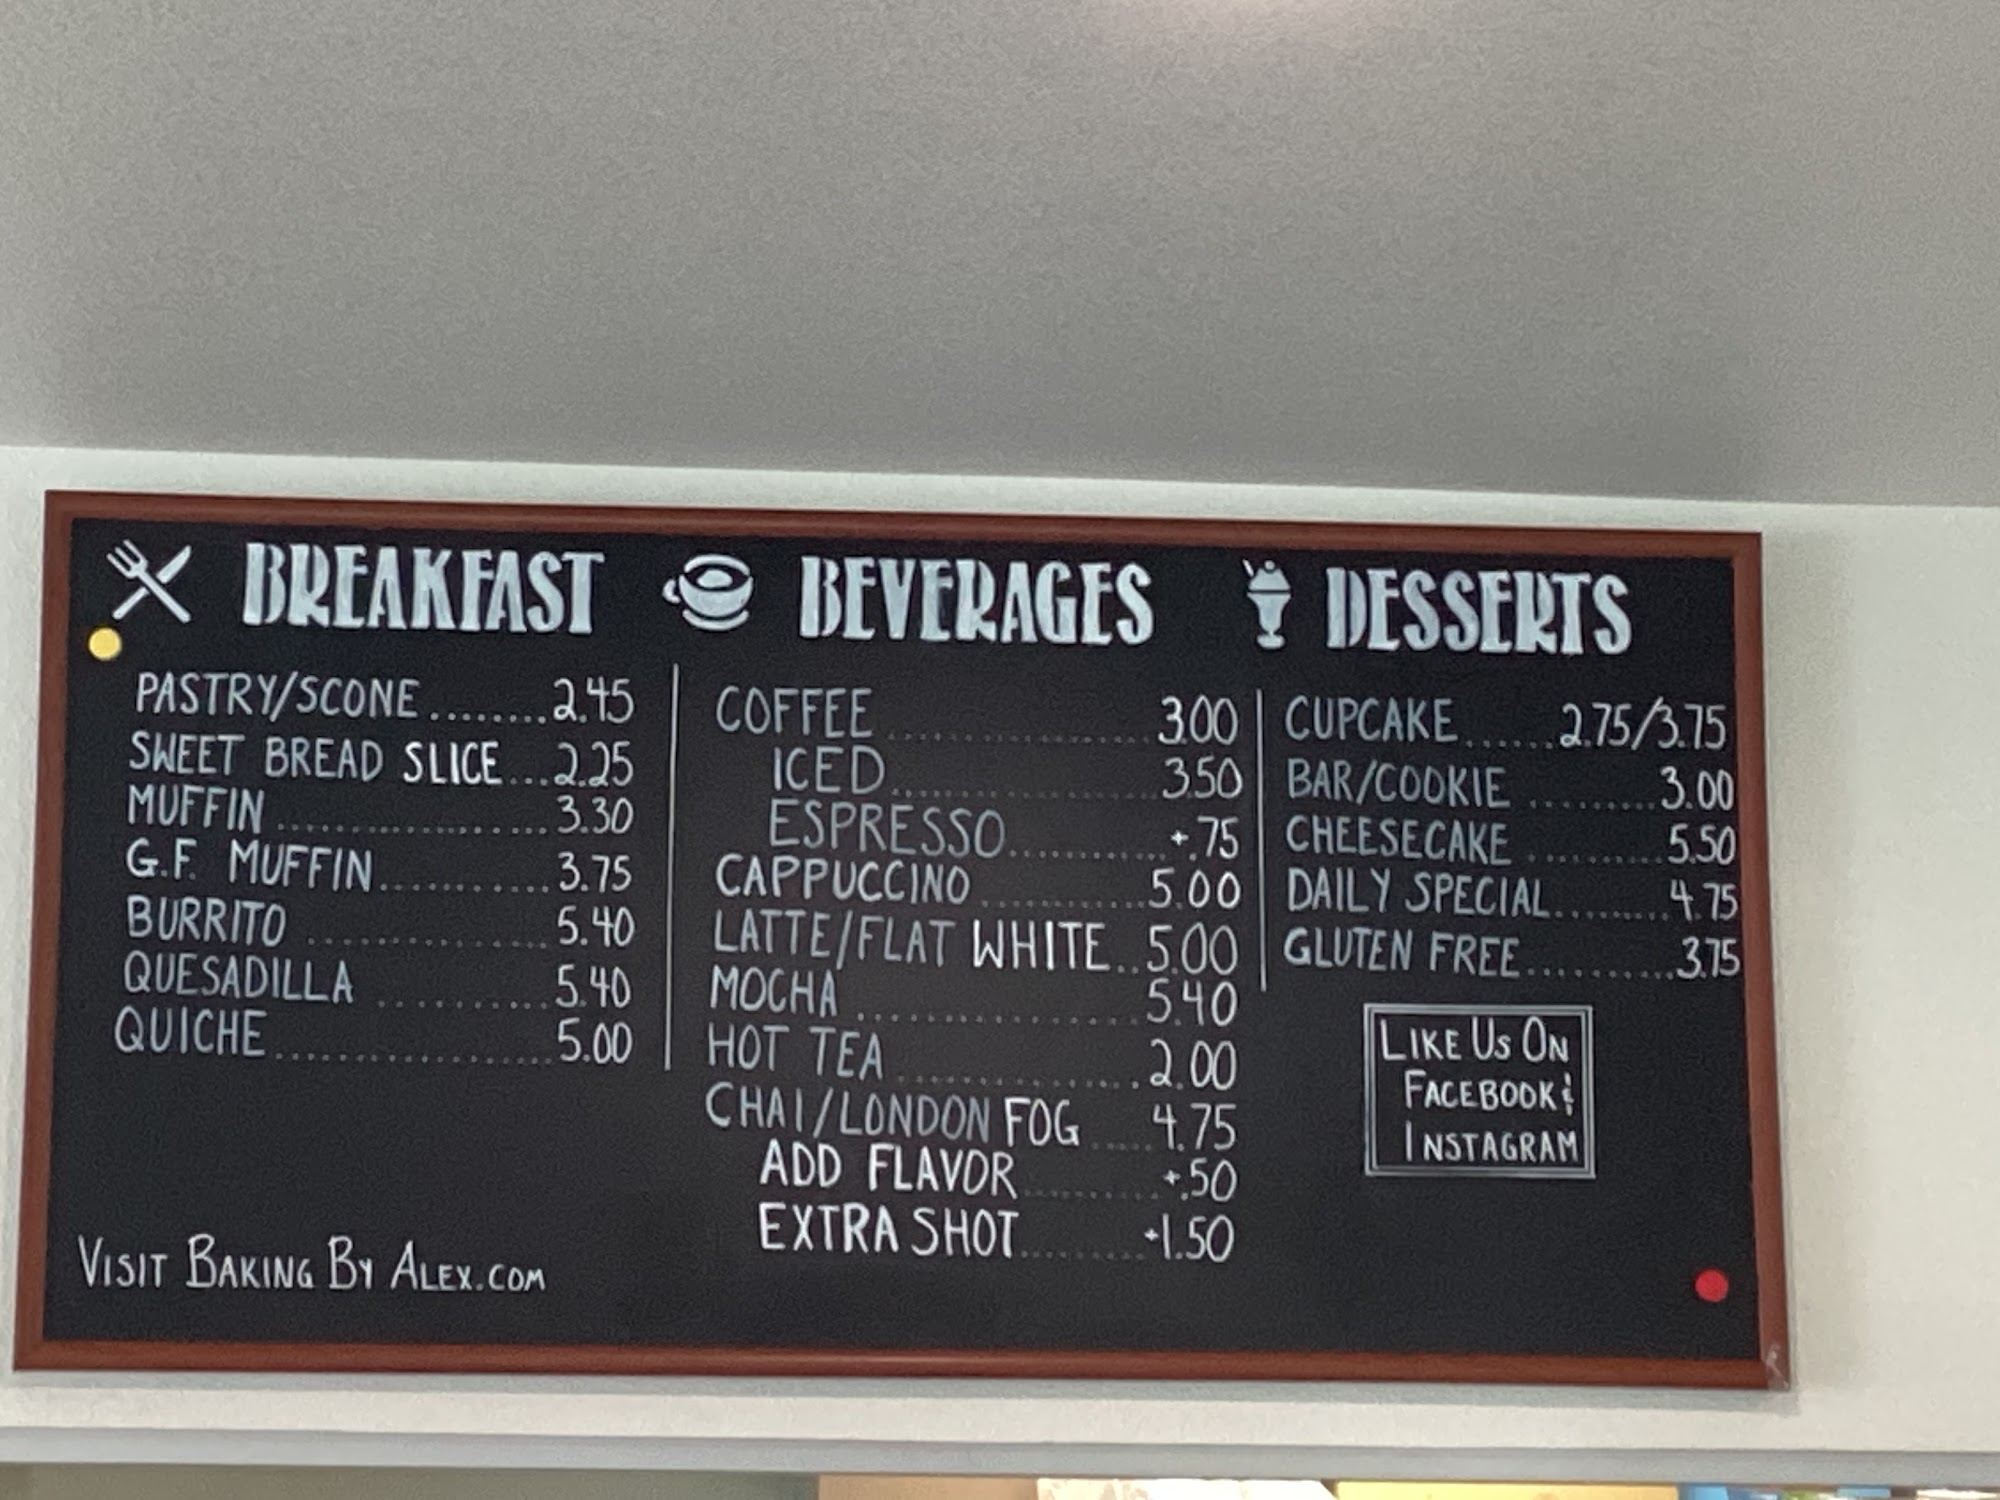 BREAKFAST
PASTRY/SCONE ........ 2.45
SWEET BREAD SLICE ... 2.25
MUFFIN .................. 3.30
G.F. MUFFIN ............ 3.75
BURRITO ................ 5.40
QUESADILLA ........... 5.40
QUICHE .................. 5.00
VISIT BAKING BY ALEX.COM
BEVERAGES
COFFEE .................. 3.00
ICED .................. 3.50
ESPRESSO ............ +.75
CAPPUCCINO ........... 5.00
LATTE/FLAT WHITE .. 5.00
MOCHA .................. 5.40
HOT TEA ................ 2.00
CHAI/LONDON FOG .... 4.75
ADD FLAVOR ......... +.50
EXTRA SHOT ......... +1.50
DESSERTS
CUPCAKE ...... 2.75/3.75
BAR/COOKIE ......... 3.00
CHEESECAKE ......... 5.50
DAILY SPECIAL ........ 4.75
GLUTEN FREE .......... 3.75
LIKE US ON
FACEBOOK &
INSTAGRAM